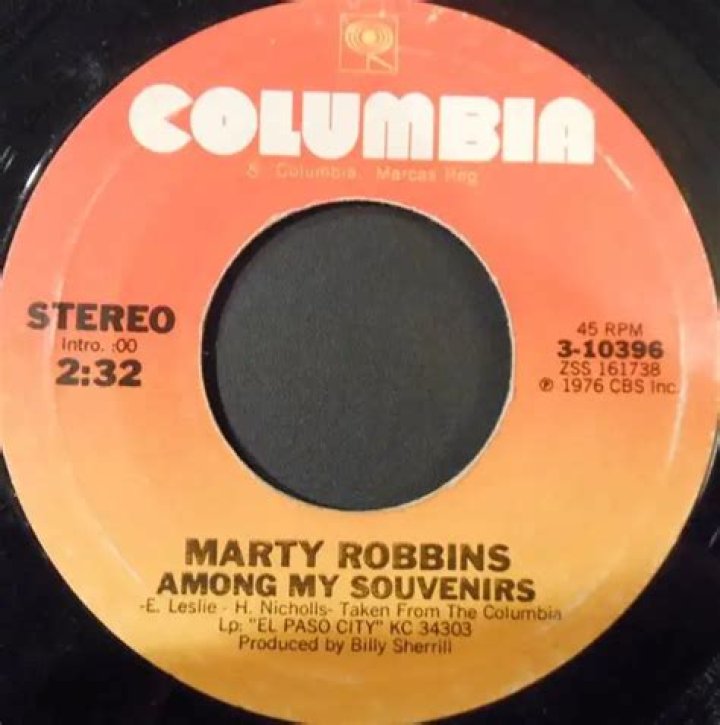 COLUMBIA
® Columbia, Marcas Reg
STEREO
Intro. :00
2:32
45 RPM
3-10396
ZSS 161738
℗ 1976 CBS Inc.
MARTY ROBBINS
AMONG MY SOUVENIRS
-E. Leslie - H. Nicholls- Taken From The Columbia
Lp: "EL PASO CITY" KC 34303
Produced by Billy Sherrill